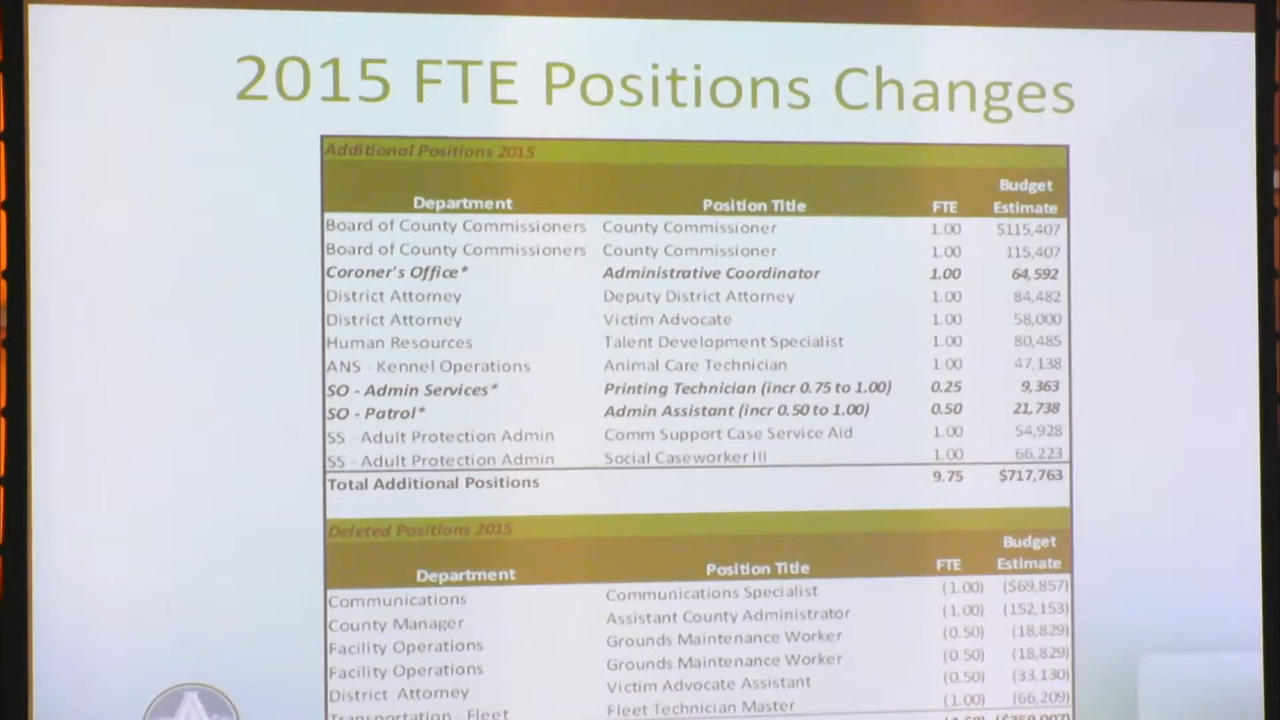 2015 FTE Positions Changes
Additional Positions 2015
Department Position Title FTE Budget Estimate
Board of County Commissioners County Commissioner 1.00 $115,407
Board of County Commissioners County Commissioner 1.00 115,407
Coroner's Office* Administrative Coordinator 1.00 64,592
District Attorney Deputy District Attorney 1.00 84,482
District Attorney Victim Advocate 1.00 58,000
Human Resources Talent Development Specialist 1.00 80,485
ANS - Kennel Operations Animal Care Technician 1.00 47,138
SO - Admin Services* Printing Technician (incr 0.75 to 1.00) 0.25 9,363
SO - Patrol* Admin Assistant (incr 0.50 to 1.00) 0.50 21,738
SS - Adult Protection Admin Comm Support Case Service Aid 1.00 54,928
SS - Adult Protection Admin Social Caseworker III 1.00 66,223
Total Additional Positions 9.75 $717,763
Deleted Positions 2015
Department Position Title FTE Budget Estimate
Communications Communications Specialist (1.00) ($69,857)
County Manager Assistant County Administrator (1.00) (152,153)
Facility Operations Grounds Maintenance Worker (0.50) (18,829)
Facility Operations Grounds Maintenance Worker (0.50) (18,829)
District Attorney Victim Advocate Assistant (0.50) (33,130)
Transportation - Fleet Fleet Technician Master (1.00) (66,209)